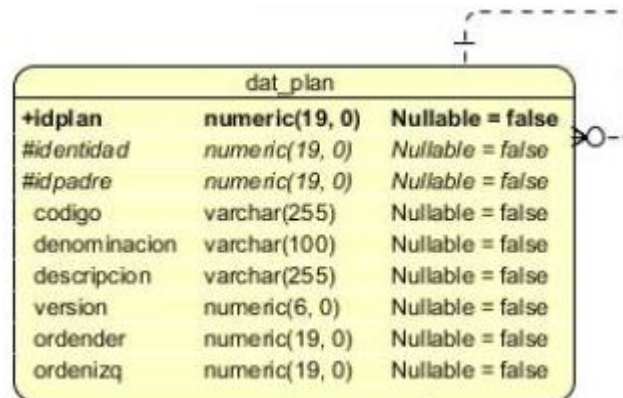 dat_plan
+idplan numeric(19, 0) Nullable = false
#identidad numeric(19, 0) Nullable = false
#idpadre numeric(19, 0) Nullable = false
codigo varchar(255) Nullable = false
denominacion varchar(100) Nullable = false
descripcion varchar(255) Nullable = false
version numeric(6, 0) Nullable = false
ordender numeric(19, 0) Nullable = false
ordenizq numeric(19, 0) Nullable = false